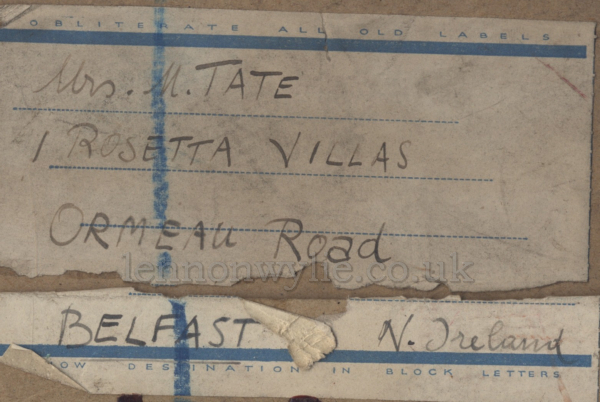 OBLITERATE ALL OLD LABELS
Mrs. M. TATE
1 ROSETTA VILLAS
ORMEAU Road
lennonwylie.co.uk
BELFAST N. Ireland
OW DESTINATION IN BLOCK LETTERS